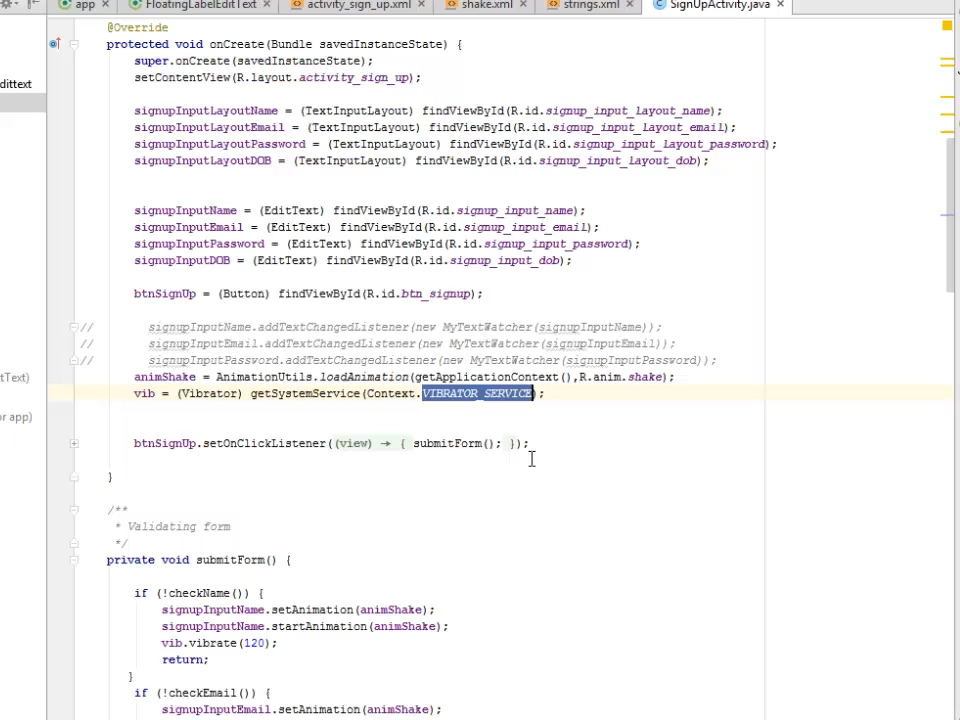 app
FloatingLabelEditText
activity_sign_up.xml
shake.xml
strings.xml
SignUpActivity.java
dittext
tText)
or app)
@Override
protected void onCreate(Bundle savedInstanceState) {
super.onCreate(savedInstanceState);
setContentView(R.layout.activity_sign_up);
signupInputLayoutName = (TextInputLayout) findViewById(R.id.signup_input_layout_name);
signupInputLayoutEmail = (TextInputLayout) findViewById(R.id.signup_input_layout_email);
signupInputLayoutPassword = (TextInputLayout) findViewById(R.id.signup_input_layout_password);
signupInputLayoutDOB = (TextInputLayout) findViewById(R.id.signup_input_layout_dob);
signupInputName = (EditText) findViewById(R.id.signup_input_name);
signupInputEmail = (EditText) findViewById(R.id.signup_input_email);
signupInputPassword = (EditText) findViewById(R.id.signup_input_password);
signupInputDOB = (EditText) findViewById(R.id.signup_input_dob);
btnSignUp = (Button) findViewById(R.id.btn_signup);
// signupInputName.addTextChangedListener(new MyTextWatcher(signupInputName));
// signupInputEmail.addTextChangedListener(new MyTextWatcher(signupInputEmail));
// signupInputPassword.addTextChangedListener(new MyTextWatcher(signupInputPassword));
animShake = AnimationUtils.loadAnimation(getApplicationContext(),R.anim.shake);
vib = (Vibrator) getSystemService(Context.VIBRATOR_SERVICE);
btnSignUp.setOnClickListener((view) → { submitForm(); });
}
/**
* Validating form
*/
private void submitForm() {
if (!checkName()) {
signupInputName.setAnimation(animShake);
signupInputName.startAnimation(animShake);
vib.vibrate(120);
return;
}
if (!checkEmail()) {
signupInputEmail.setAnimation(animShake);